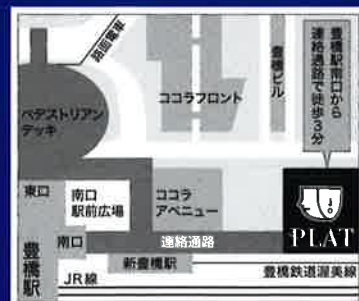 路面電車
豊橋ビル
豊橋駅南口から
連絡通路で徒歩3分
ココラフロント
ペデストリアン
デッキ
東口
南口
駅前広場
ココラ
アベニュー
PLAT
南口
連絡通路
豊橋駅
新豊橋駅
豊橋鉄道渥美線
JR線